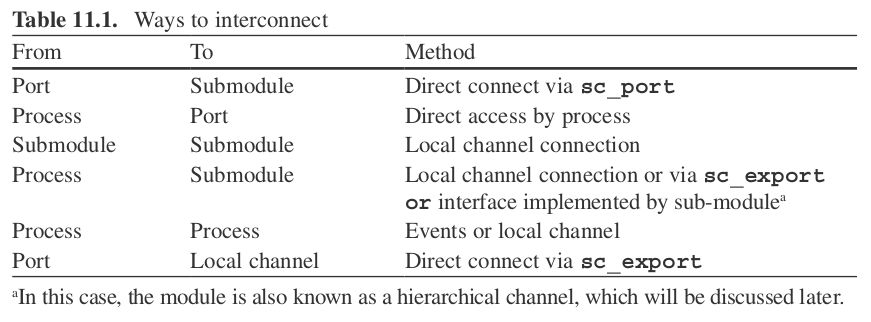 Table 11.1. Ways to interconnect
From To Method
Port Submodule Direct connect via sc_port
Process Port Direct access by process
Submodule Submodule Local channel connection
Process Submodule Local channel connection or via sc_export
or interface implemented by sub-moduleᵃ
Process Process Events or local channel
Port Local channel Direct connect via sc_export
ᵃIn this case, the module is also known as a hierarchical channel, which will be discussed later.